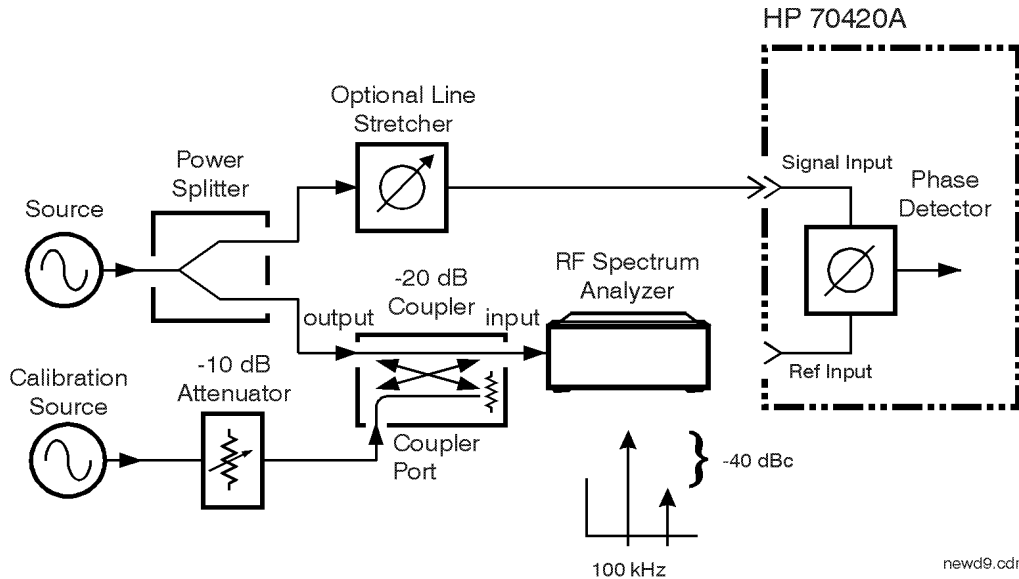 HP 70420A
Optional Line
Stretcher
Power
Splitter
Signal Input
Phase
Detector
Source
-20 dB
Coupler
RF Spectrum
Analyzer
output
input
-10 dB
Attenuator
Ref Input
Calibration
Source
Coupler
Port
-40 dBc
100 kHz
newd9.cdr